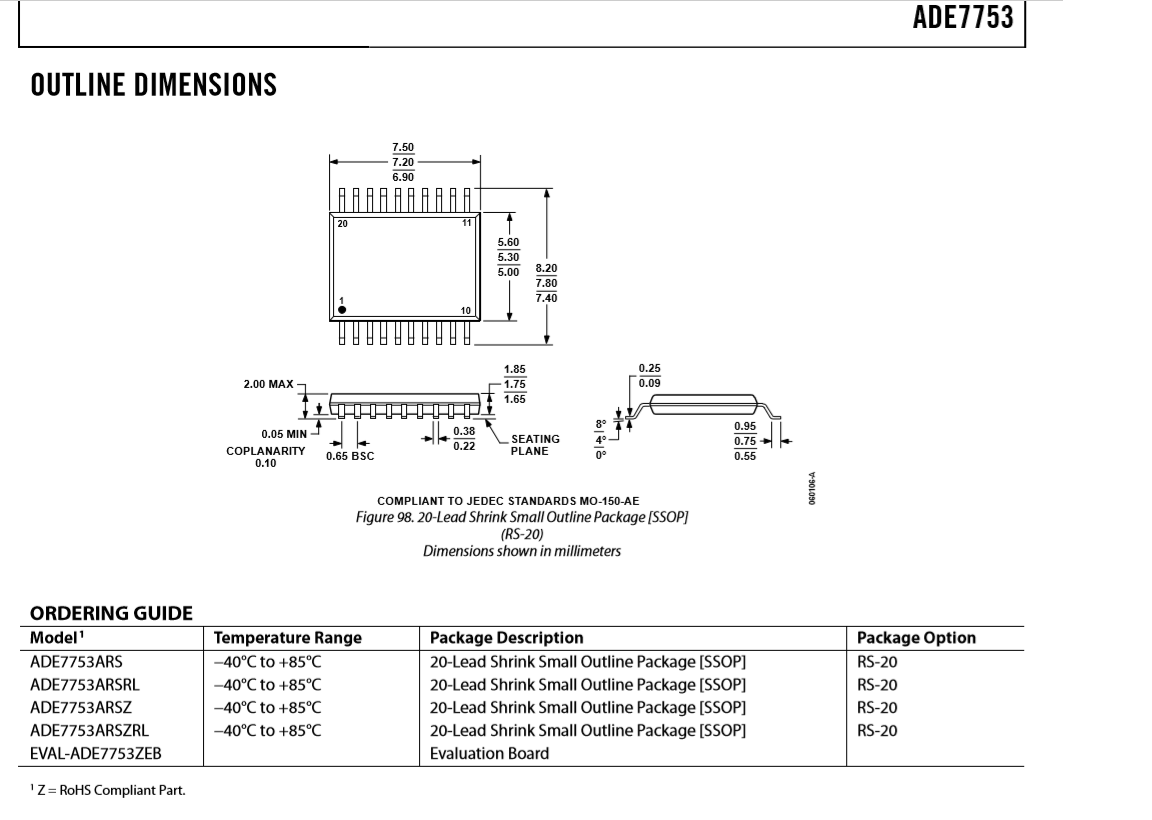 ADE7753
OUTLINE DIMENSIONS
7.50
7.20
6.90
20
11
5.60
5.30
5.00
8.20
7.80
7.40
1
10
2.00 MAX
1.85
1.75
1.65
0.25
0.09
0.05 MIN
COPLANARITY
0.10
0.65 BSC
0.38
0.22
SEATING
PLANE
8°
4°
0°
0.95
0.75
0.55
060106-A
COMPLIANT TO JEDEC STANDARDS MO-150-AE
Figure 98. 20-Lead Shrink Small Outline Package [SSOP]
(RS-20)
Dimensions shown in millimeters
ORDERING GUIDE
Model¹ Temperature Range Package Description Package Option
ADE7753ARS −40°C to +85°C 20-Lead Shrink Small Outline Package [SSOP] RS-20
ADE7753ARSRL −40°C to +85°C 20-Lead Shrink Small Outline Package [SSOP] RS-20
ADE7753ARSZ −40°C to +85°C 20-Lead Shrink Small Outline Package [SSOP] RS-20
ADE7753ARSZRL −40°C to +85°C 20-Lead Shrink Small Outline Package [SSOP] RS-20
EVAL-ADE7753ZEB Evaluation Board
¹ Z = RoHS Compliant Part.